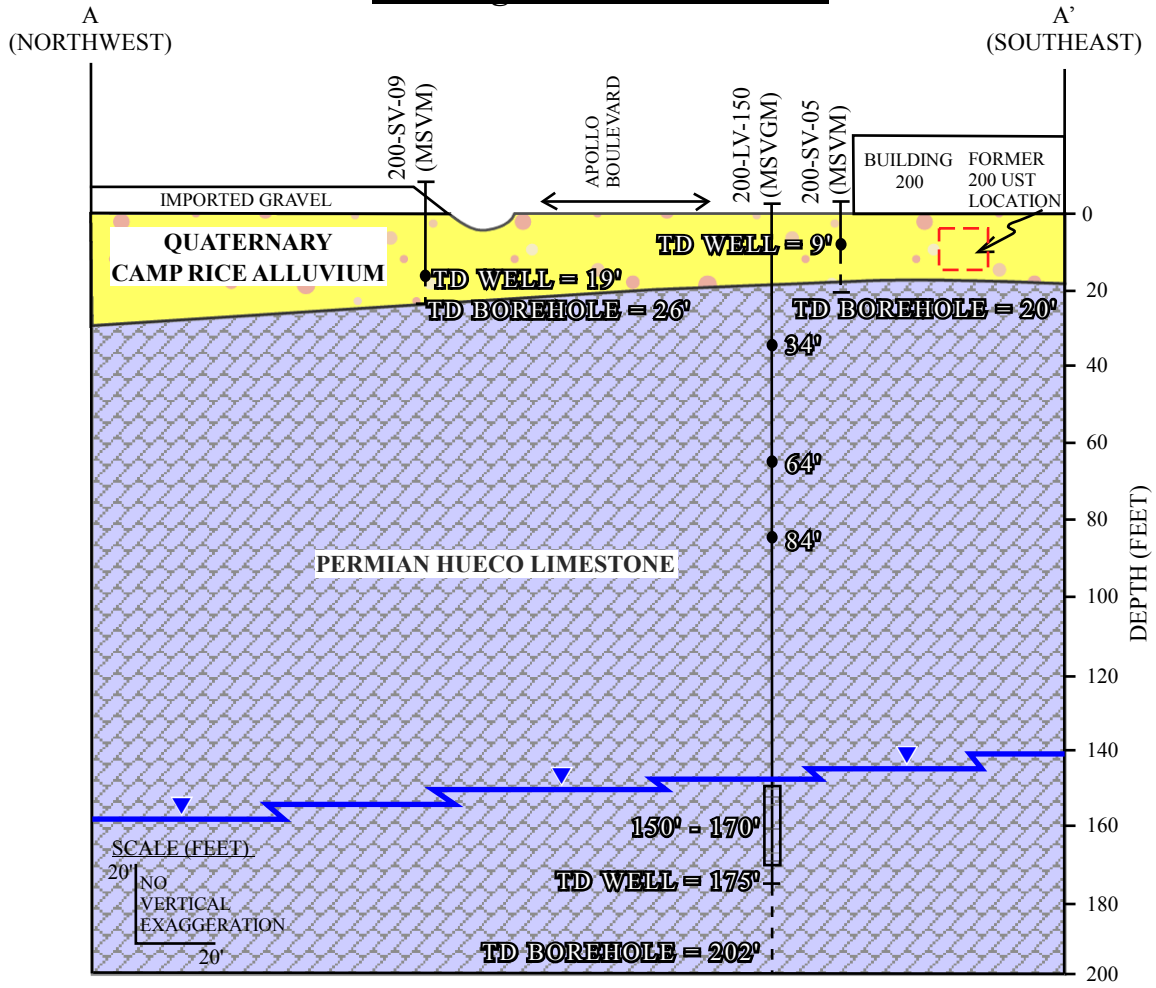 A
(NORTHWEST)
A'
(SOUTHEAST)
200-SV-09
(MSVM)
APOLLO
BOULEVARD
200-LV-150
(MSVGM)
200-SV-05
(MSVM)
BUILDING
200
FORMER
200 UST
LOCATION
IMPORTED GRAVEL
QUATERNARY
CAMP RICE ALLUVIUM
TD WELL = 19'
TD BOREHOLE = 26'
TD WELL = 9'
TD BOREHOLE = 20'
34'
64'
84'
PERMIAN HUECO LIMESTONE
150' - 170'
TD WELL = 175'
TD BOREHOLE = 202'
SCALE (FEET)
20'
NO
VERTICAL
EXAGGERATION
20'
0
20
40
60
80
100
120
140
160
180
200
DEPTH (FEET)